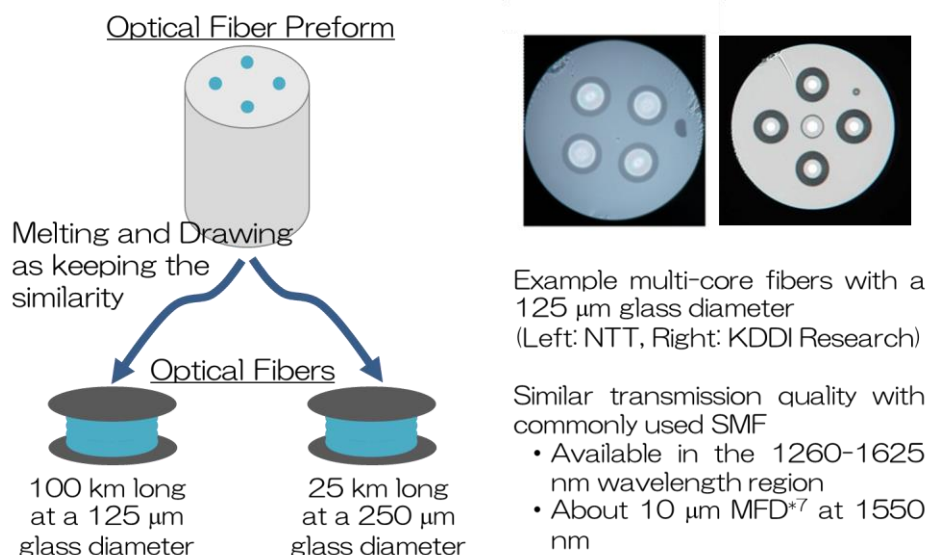 Optical Fiber Preform
Melting and Drawing
as keeping the
similarity
Optical Fibers
100 km long
at a 125 μm
glass diameter
25 km long
at a 250 μm
glass diameter
Example multi-core fibers with a
125 μm glass diameter
(Left: NTT, Right: KDDI Research)
Similar transmission quality with
commonly used SMF
• Available in the 1260-1625
nm wavelength region
• About 10 μm MFD*7 at 1550
nm